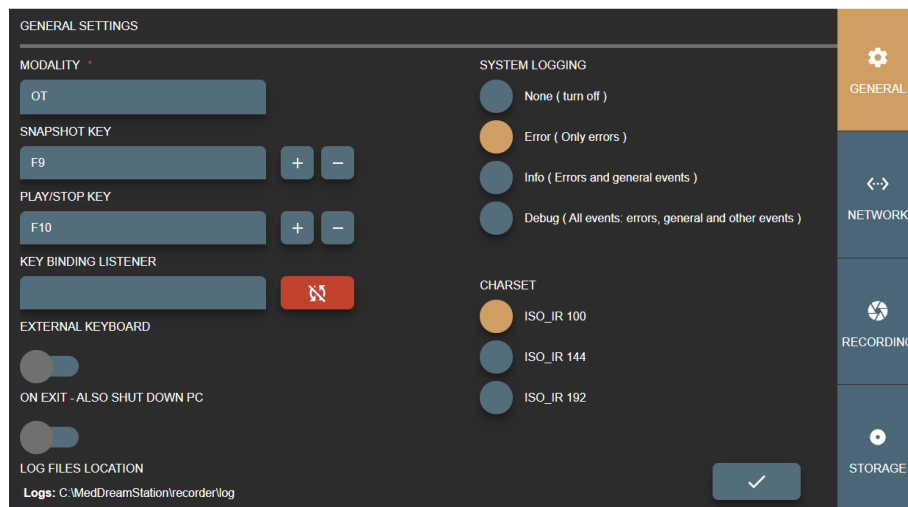 GENERAL SETTINGS
MODALITY *
OT
SNAPSHOT KEY
F9
+ −
PLAY/STOP KEY
F10
+ −
KEY BINDING LISTENER
EXTERNAL KEYBOARD
ON EXIT - ALSO SHUT DOWN PC
LOG FILES LOCATION
Logs: C:\MedDreamStation\recorder\log
SYSTEM LOGGING
None ( turn off )
Error ( Only errors )
Info ( Errors and general events )
Debug ( All events: errors, general and other events )
CHARSET
ISO_IR 100
ISO_IR 144
ISO_IR 192
GENERAL
NETWORK
RECORDING
STORAGE